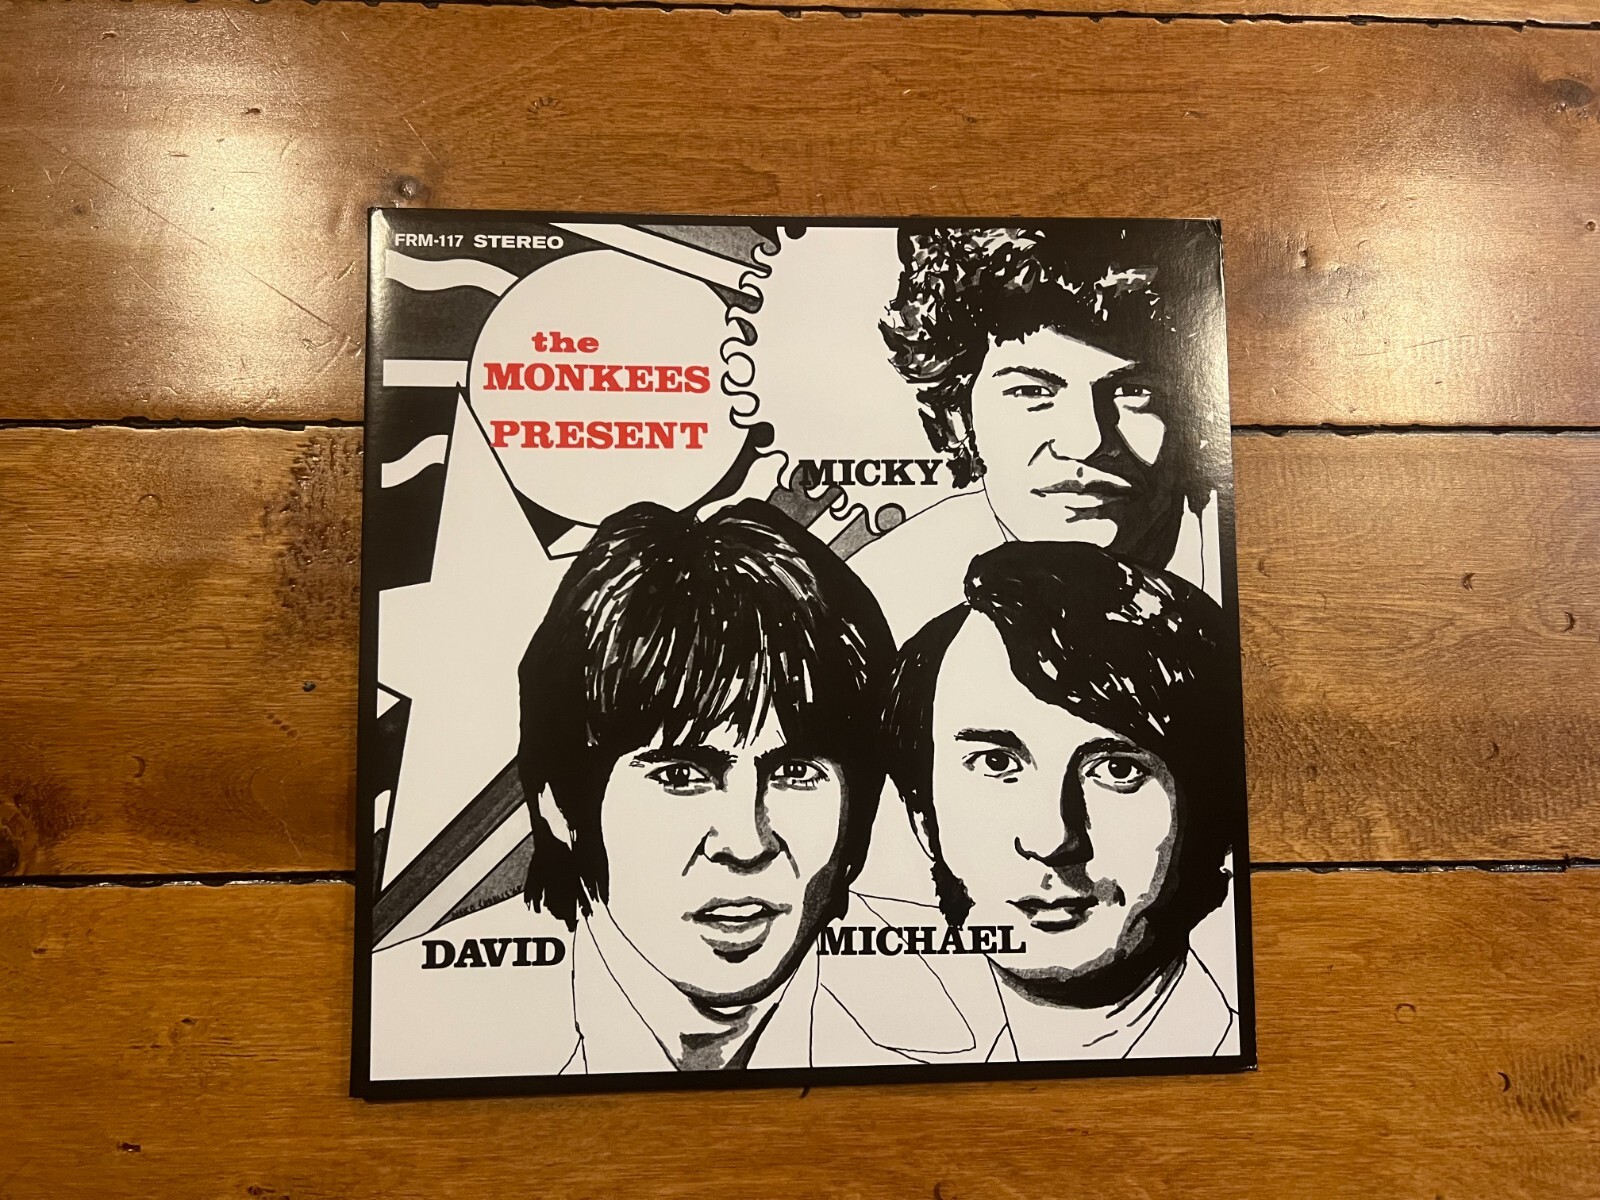 FRM-117 STEREO
the
MONKEES
PRESENT
MICKY
DAVID
MICHAEL